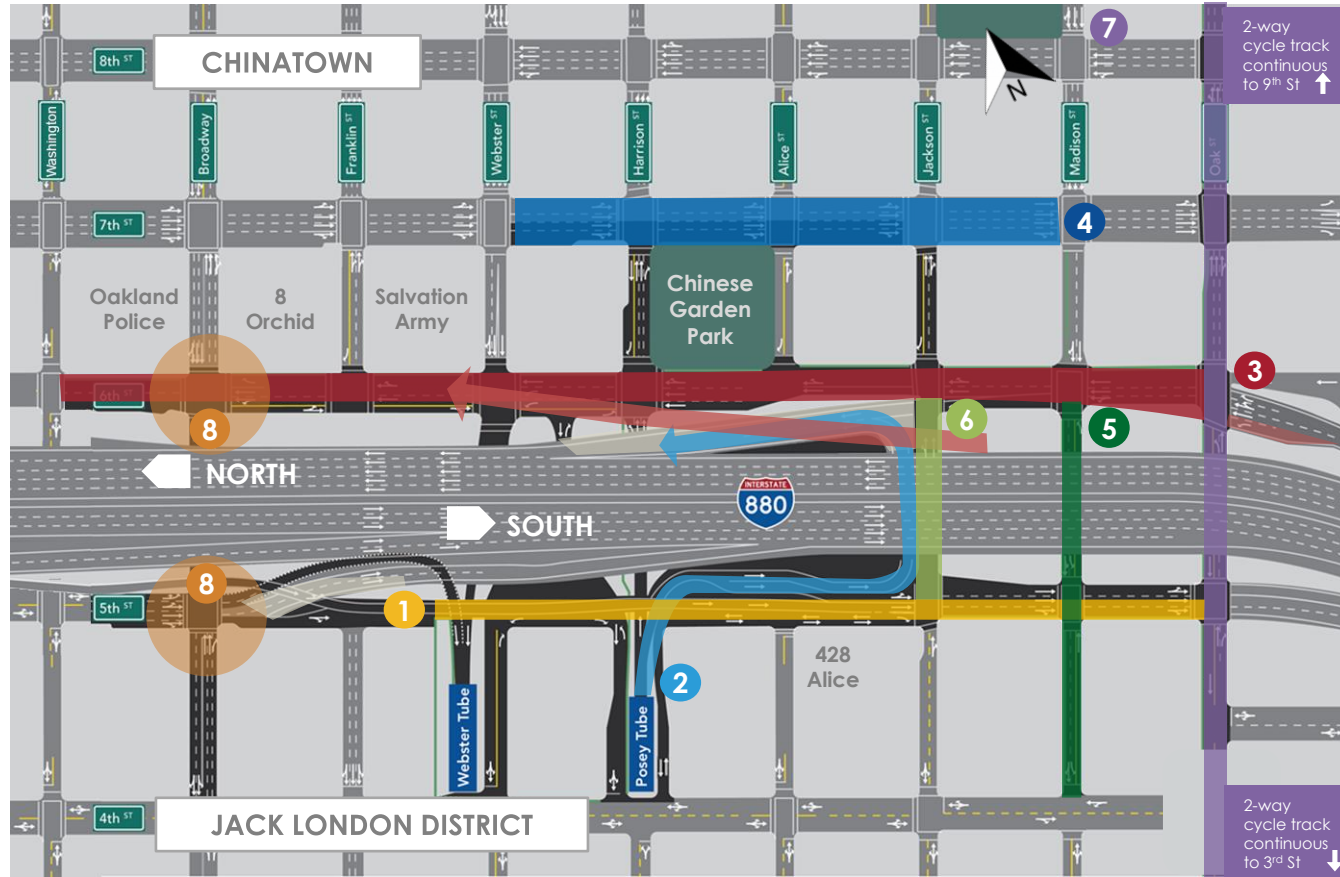 7
2-way
cycle track
continuous
to 9th St
8th ST
CHINATOWN
N
Washington
Broadway
Franklin ST
Webster ST
Harrison ST
Alice ST
Jackson ST
Madison ST
Oak ST
7th ST
4
Oakland
Police
8
Orchid
Salvation
Army
Chinese
Garden
Park
3
6th ST
8
6
5
NORTH
INTERSTATE
880
SOUTH
8
5th ST
1
2
428
Alice
Webster Tube
Posey Tube
4th ST
JACK LONDON DISTRICT
2-way
cycle track
continuous
to 3rd St